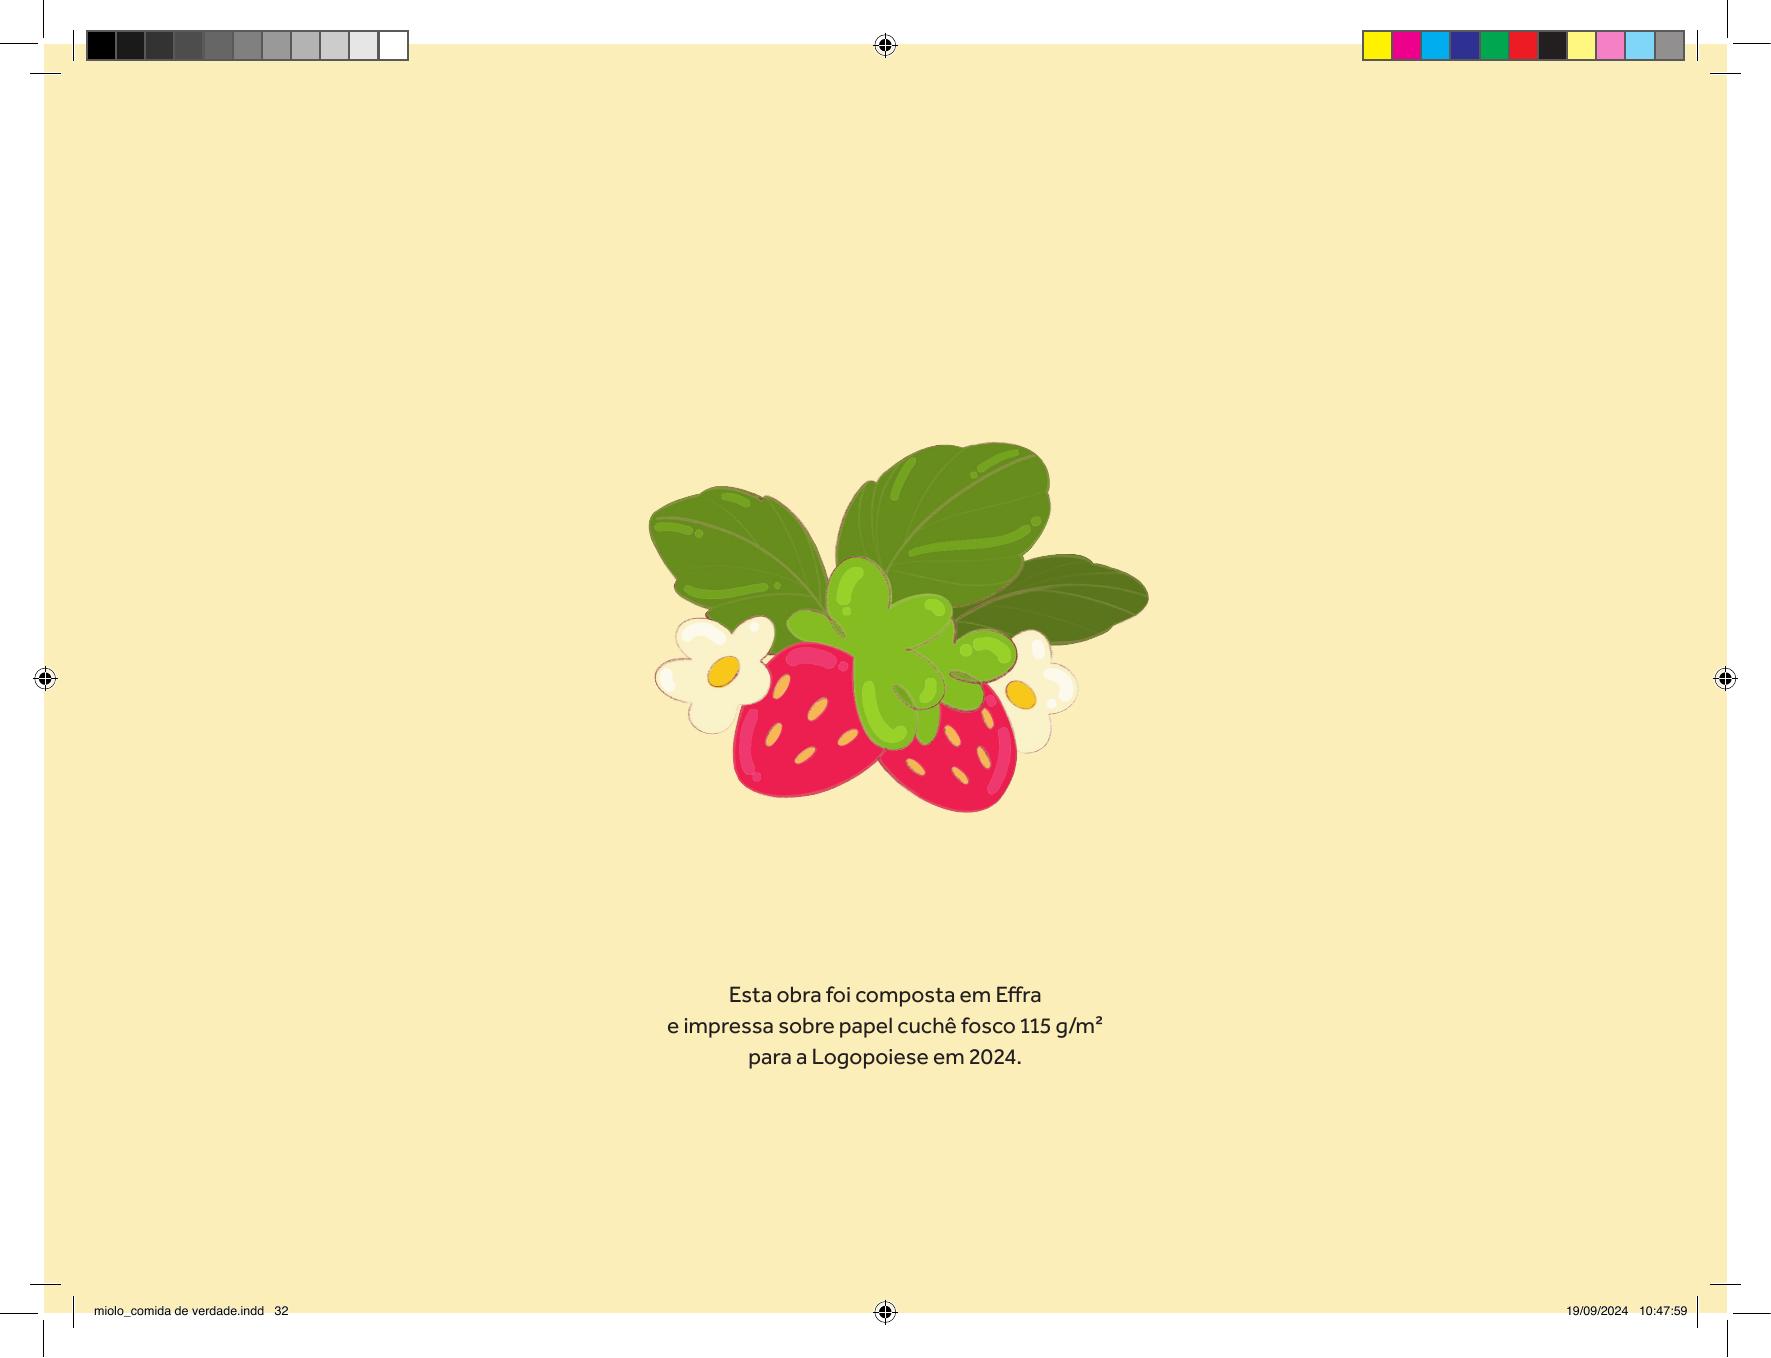 Esta obra foi composta em Effra
e impressa sobre papel cuchê fosco 115 g/m²
para a Logopoiese em 2024.
miolo_comida de verdade.indd   32
19/09/2024   10:47:59